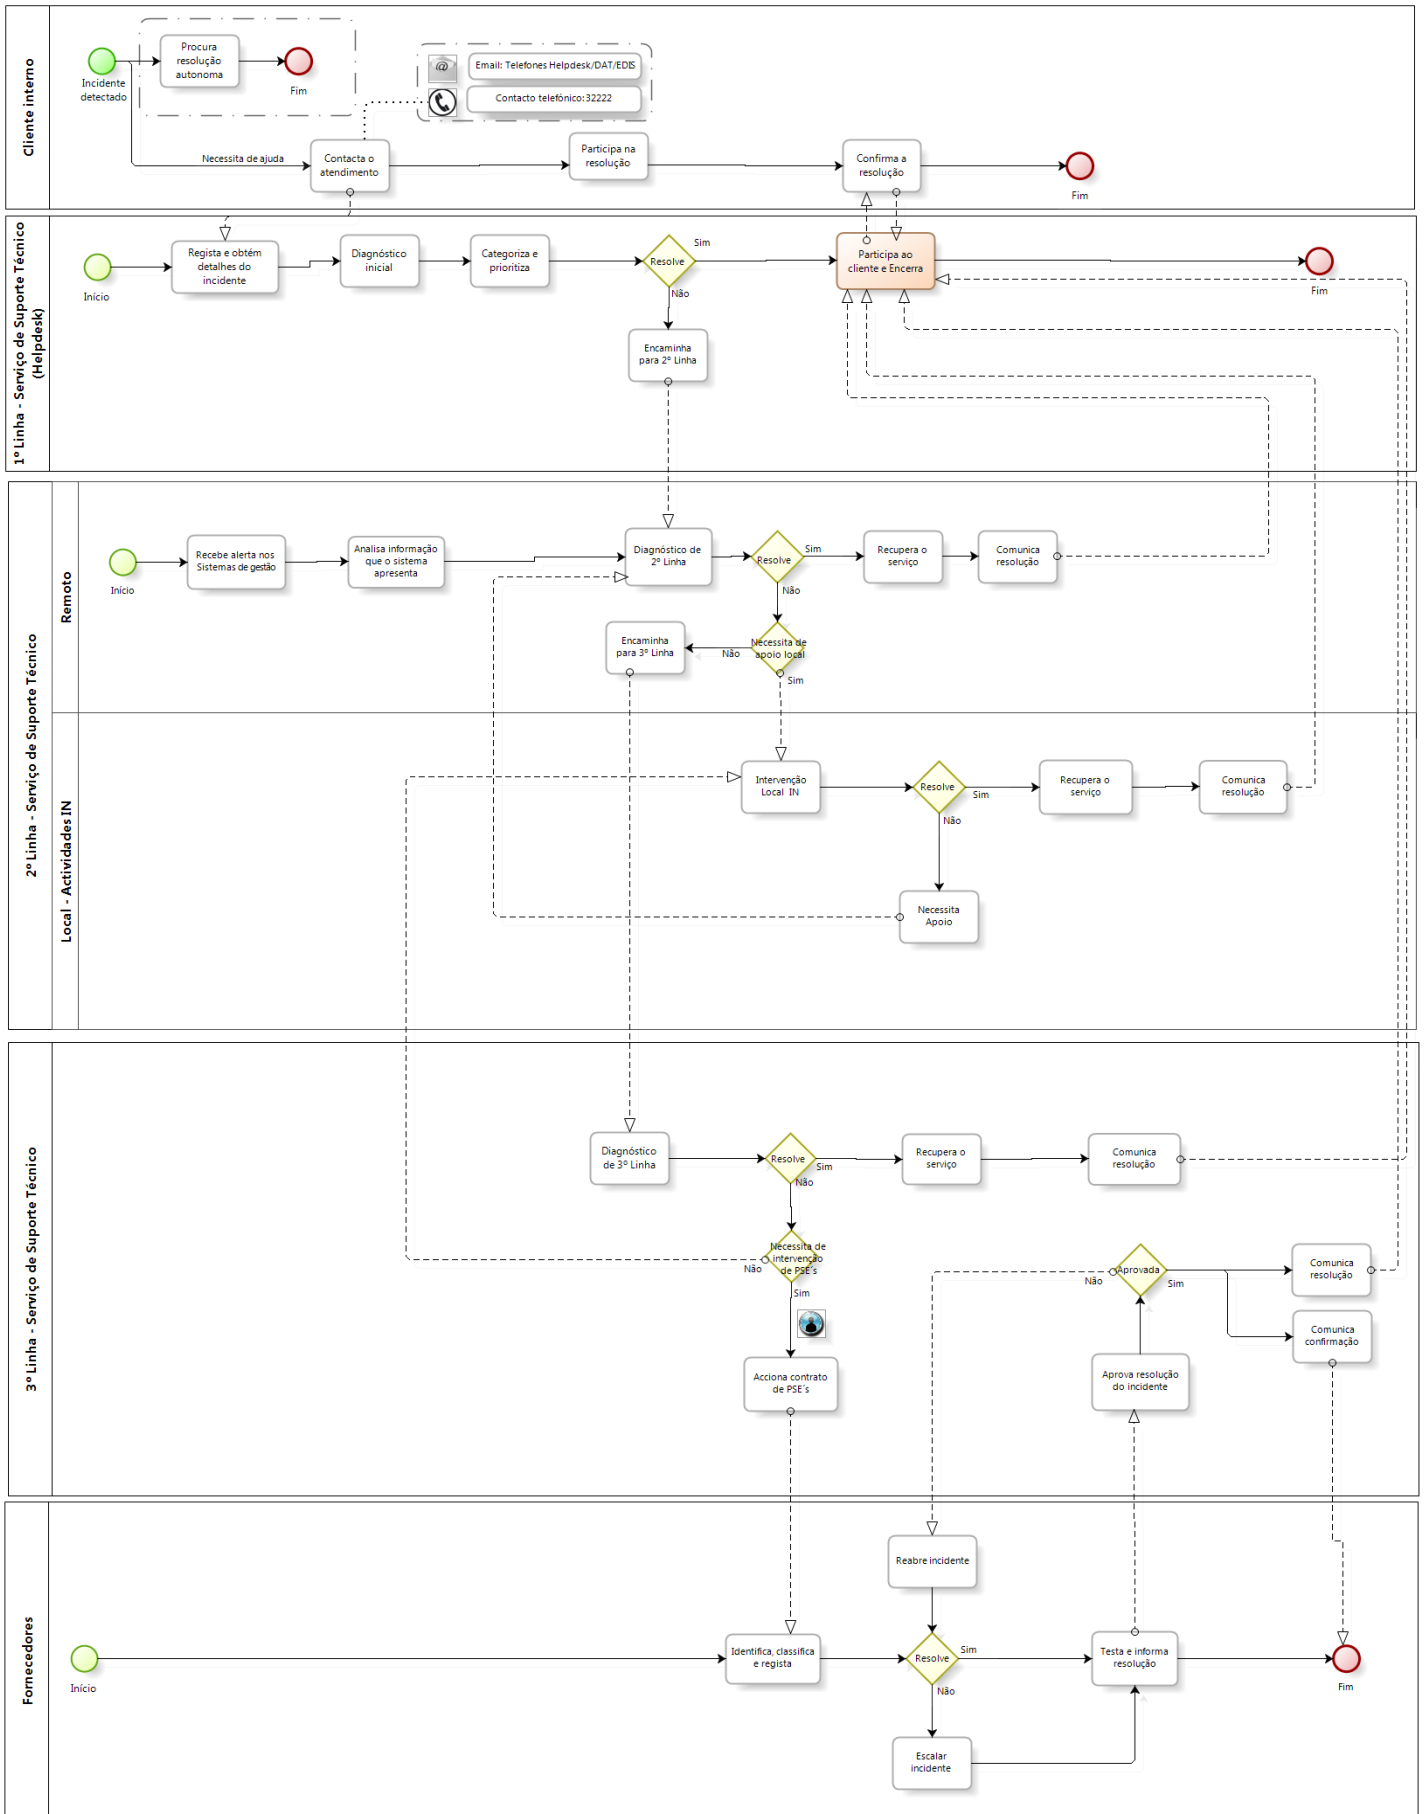 Cliente interno
Procura
resolução
autonoma
Incidente
detectado
Fim
@
Email: Telefones Helpdesk/DAT/EDIS
Contacto telefónico:32222
Necessita de ajuda
Contacta o
atendimento
Participa na
resolução
Confirma a
resolução
Fim
1º Linha - Serviço de Suporte Técnico
(Helpdesk)
Início
Regista e obtém
detalhes do
incidente
Diagnóstico
inicial
Categoriza e
prioritiza
Resolve
Sim
Não
Participa ao
cliente e Encerra
Fim
Encaminha
para 2º Linha
2º Linha - Serviço de Suporte Técnico
Remoto
Início
Recebe alerta nos
Sistemas de gestão
Analisa informação
que o sistema
apresenta
Diagnóstico de
2º Linha
Resolve
Sim
Não
Recupera o
serviço
Comunica
resolução
Encaminha
para 3º Linha
Não
Necessita de
apoio local
Sim
Local - Actividades IN
Intervenção
Local IN
Resolve
Sim
Não
Recupera o
serviço
Comunica
resolução
Necessita
Apoio
3º Linha - Serviço de Suporte Técnico
Diagnóstico
de 3º Linha
Resolve
Sim
Não
Recupera o
serviço
Comunica
resolução
Necessita de
intervenção
de PSE´s
Não
Sim
Acciona contrato
de PSE´s
Aprovada
Não
Sim
Comunica
resolução
Comunica
confirmação
Aprova resolução
do incidente
Fornecedores
Início
Reabre incidente
Identifica, classifica
e regista
Resolve
Sim
Não
Testa e informa
resolução
Fim
Escalar
incidente